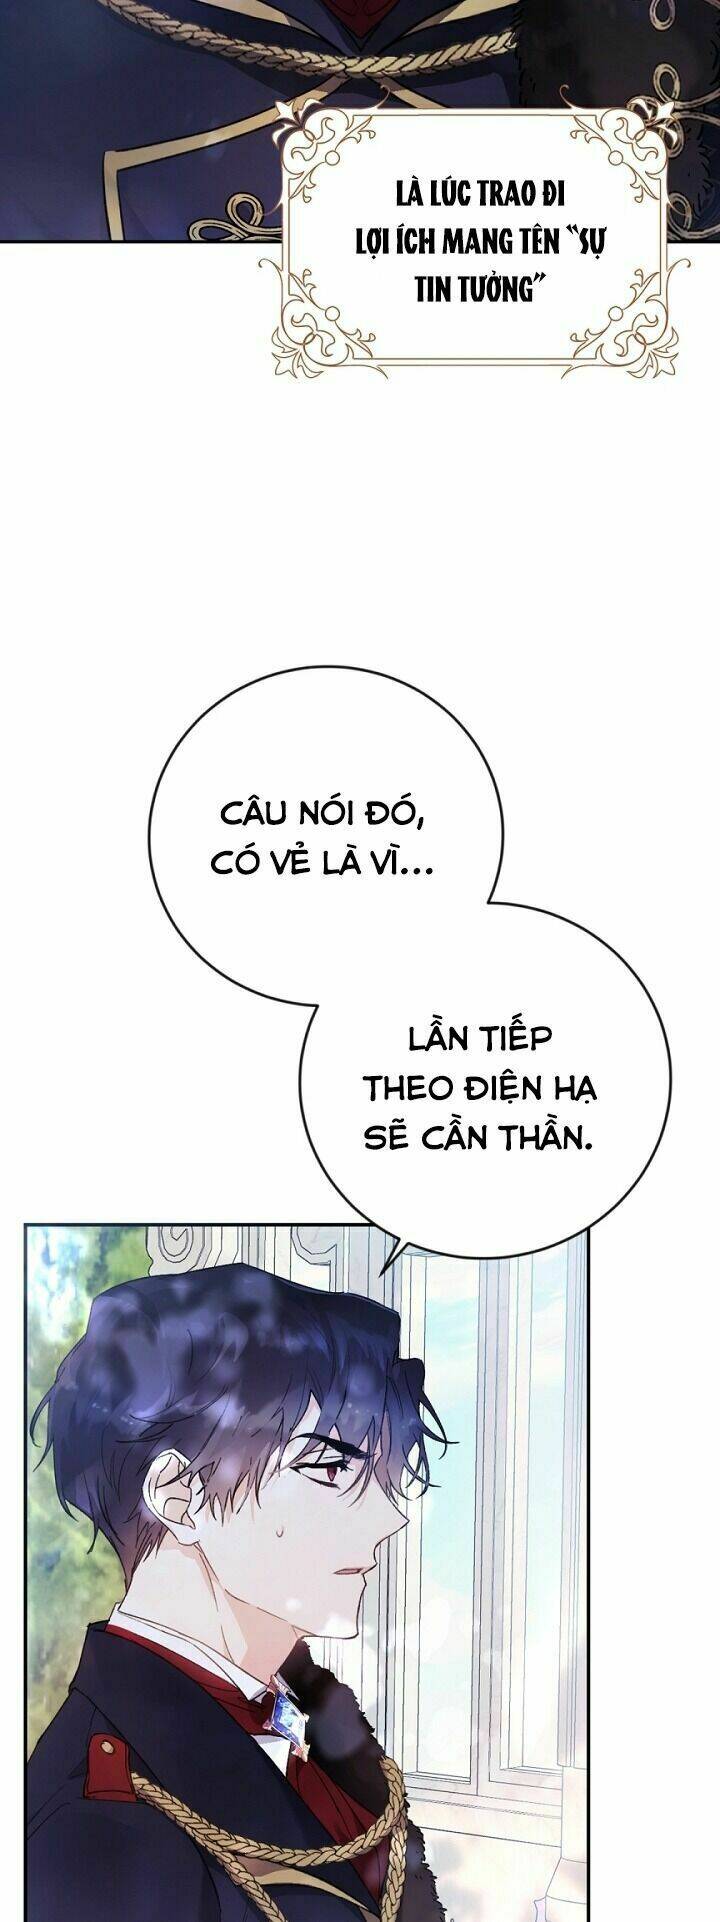 LÀ LÚC TRAO ĐI
LỢI ÍCH MANG TÊN “SỰ
TIN TƯỞNG”
CÂU NÓI ĐÓ,
CÓ VẺ LÀ VÌ...
LẦN TIẾP
THEO ĐIỆN HẠ
SẼ CẦN THẦN.